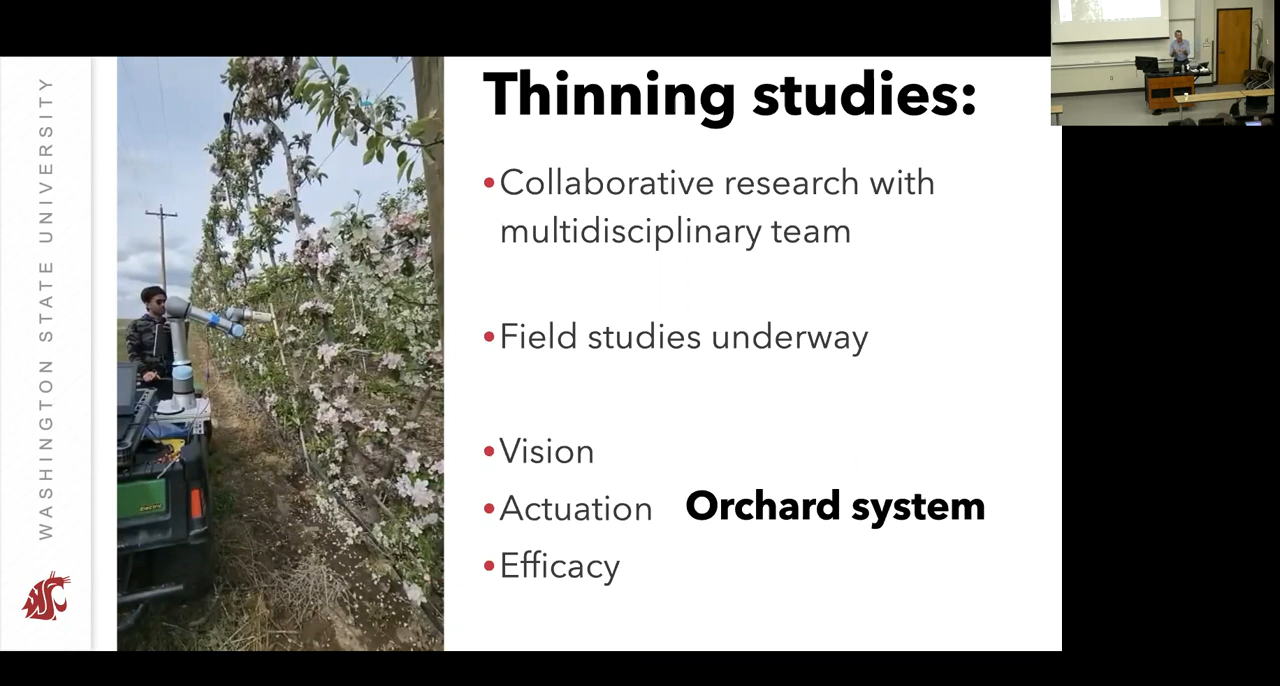 WASHINGTON STATE UNIVERSITY
Thinning studies:
•Collaborative research with
multidisciplinary team
•Field studies underway
•Vision
•Actuation Orchard system
•Efficacy